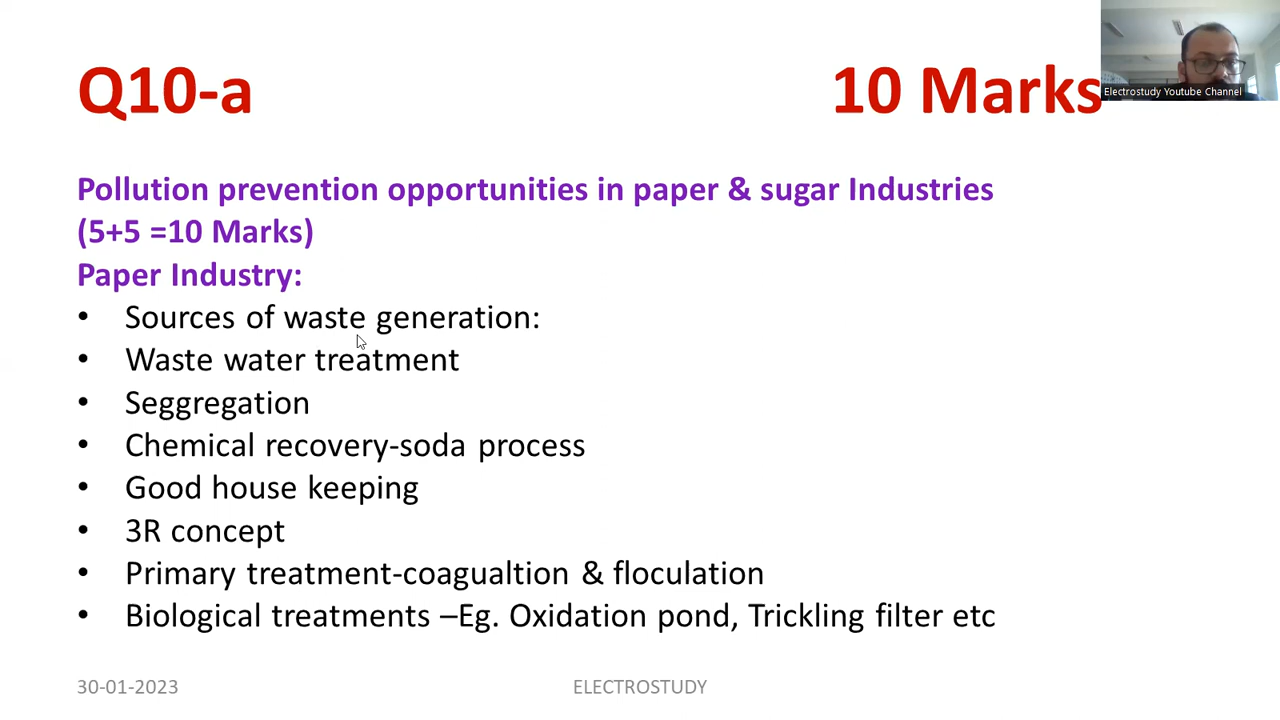 Q10-a
10 Marks
Electrostudy Youtube Channel
Pollution prevention opportunities in paper & sugar Industries
(5+5 =10 Marks)
Paper Industry:
• Sources of waste generation:
• Waste water treatment
• Seggregation
• Chemical recovery-soda process
• Good house keeping
• 3R concept
• Primary treatment-coagualtion & floculation
• Biological treatments –Eg. Oxidation pond, Trickling filter etc
30-01-2023
ELECTROSTUDY